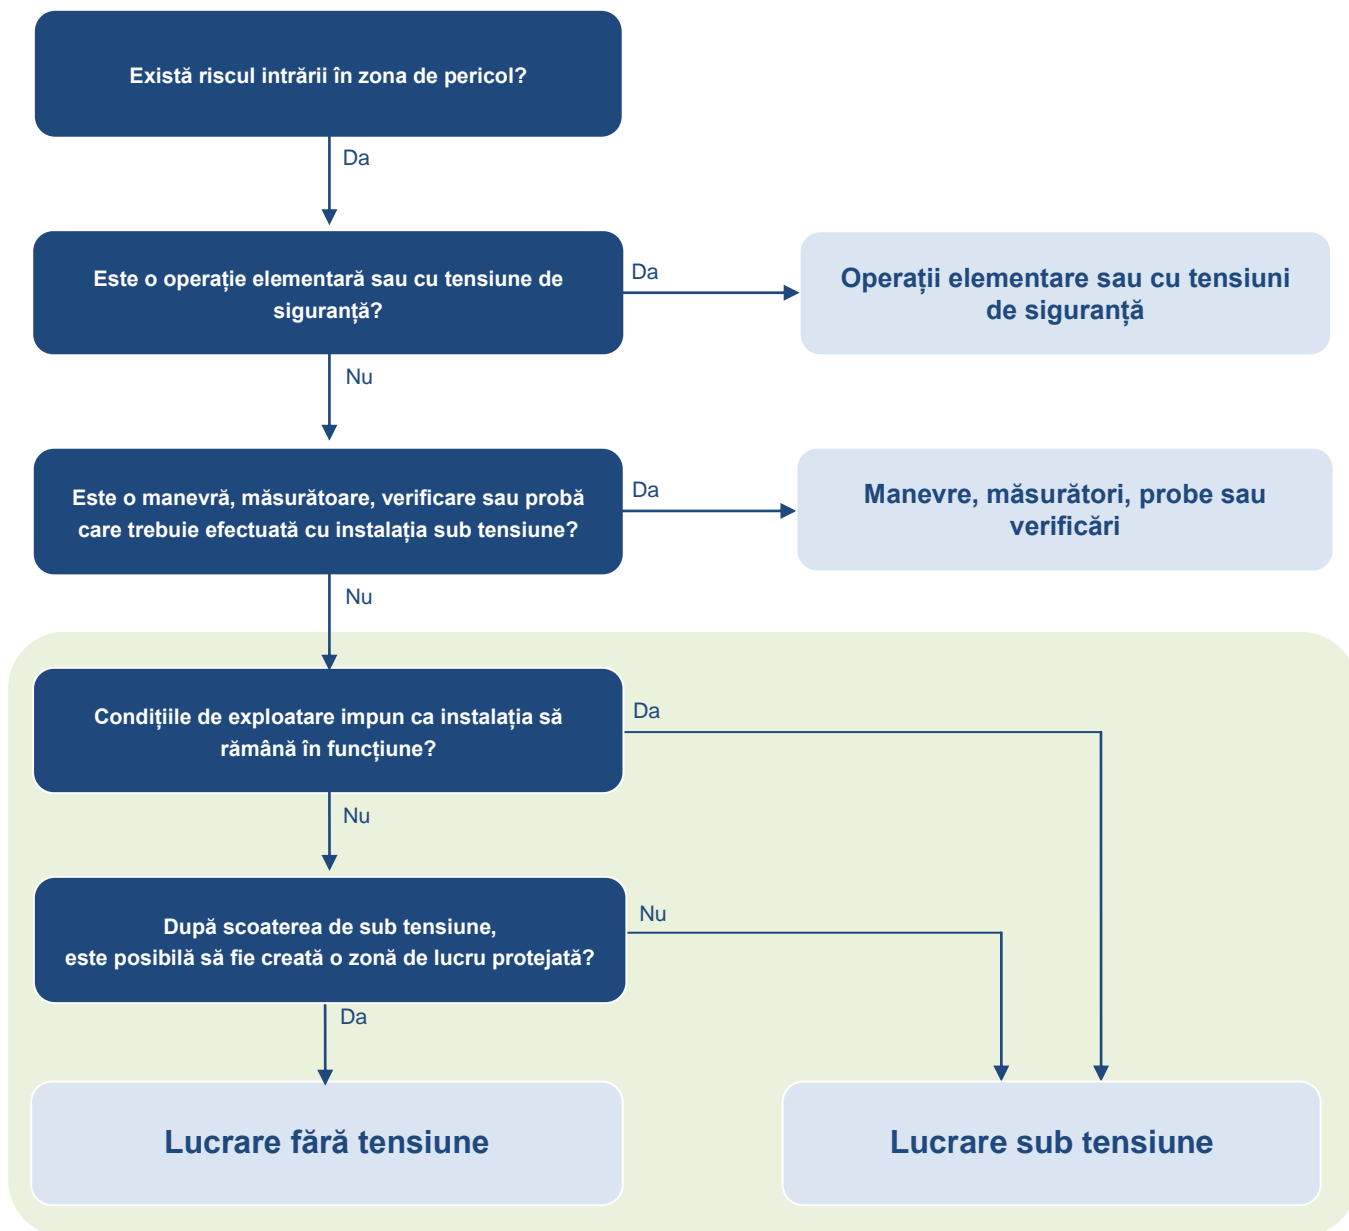 Există riscul intrării în zona de pericol?
Da
Este o operație elementară sau cu tensiune de
siguranță?
Da
Operații elementare sau cu tensiuni
de siguranță
Nu
Este o manevră, măsurătoare, verificare sau probă
care trebuie efectuată cu instalația sub tensiune?
Da
Manevre, măsurători, probe sau
verificări
Nu
Condițiile de exploatare impun ca instalația să
rămână în funcțiune?
Da
Nu
După scoaterea de sub tensiune,
este posibilă să fie creată o zonă de lucru protejată?
Nu
Da
Lucrare fără tensiune
Lucrare sub tensiune